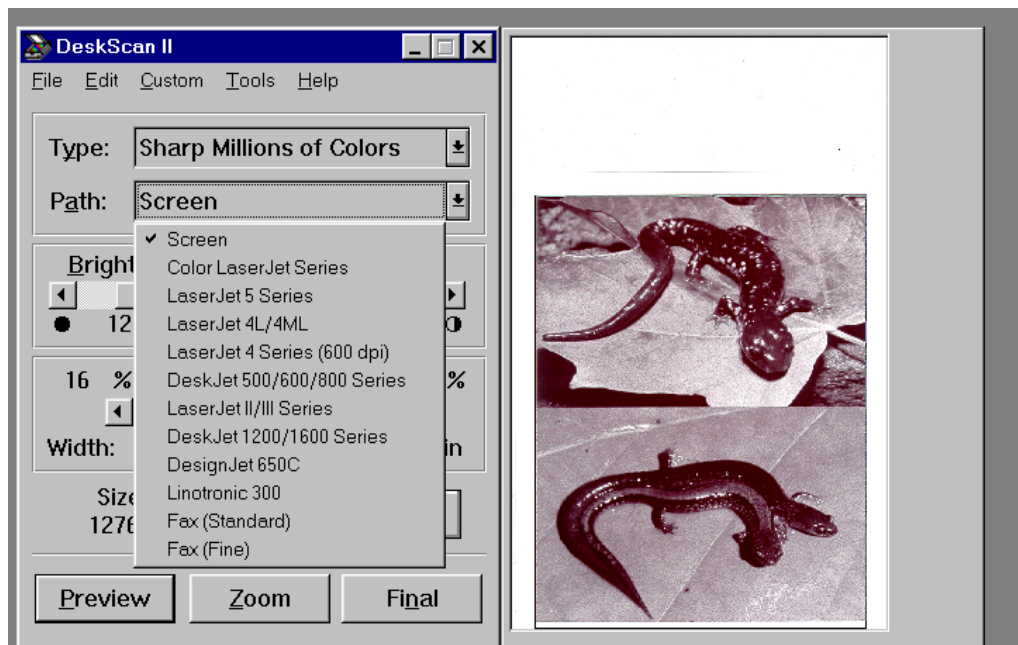 DeskScan II
File Edit Custom Tools Help
Type: Sharp Millions of Colors
Path: Screen
✓ Screen
Color LaserJet Series
LaserJet 5 Series
LaserJet 4L/4ML
LaserJet 4 Series (600 dpi)
DeskJet 500/600/800 Series
LaserJet II/III Series
DeskJet 1200/1600 Series
DesignJet 650C
Linotronic 300
Fax (Standard)
Fax (Fine)
Bright
12
16 % %
Width: in
Size
1276
Preview Zoom Final